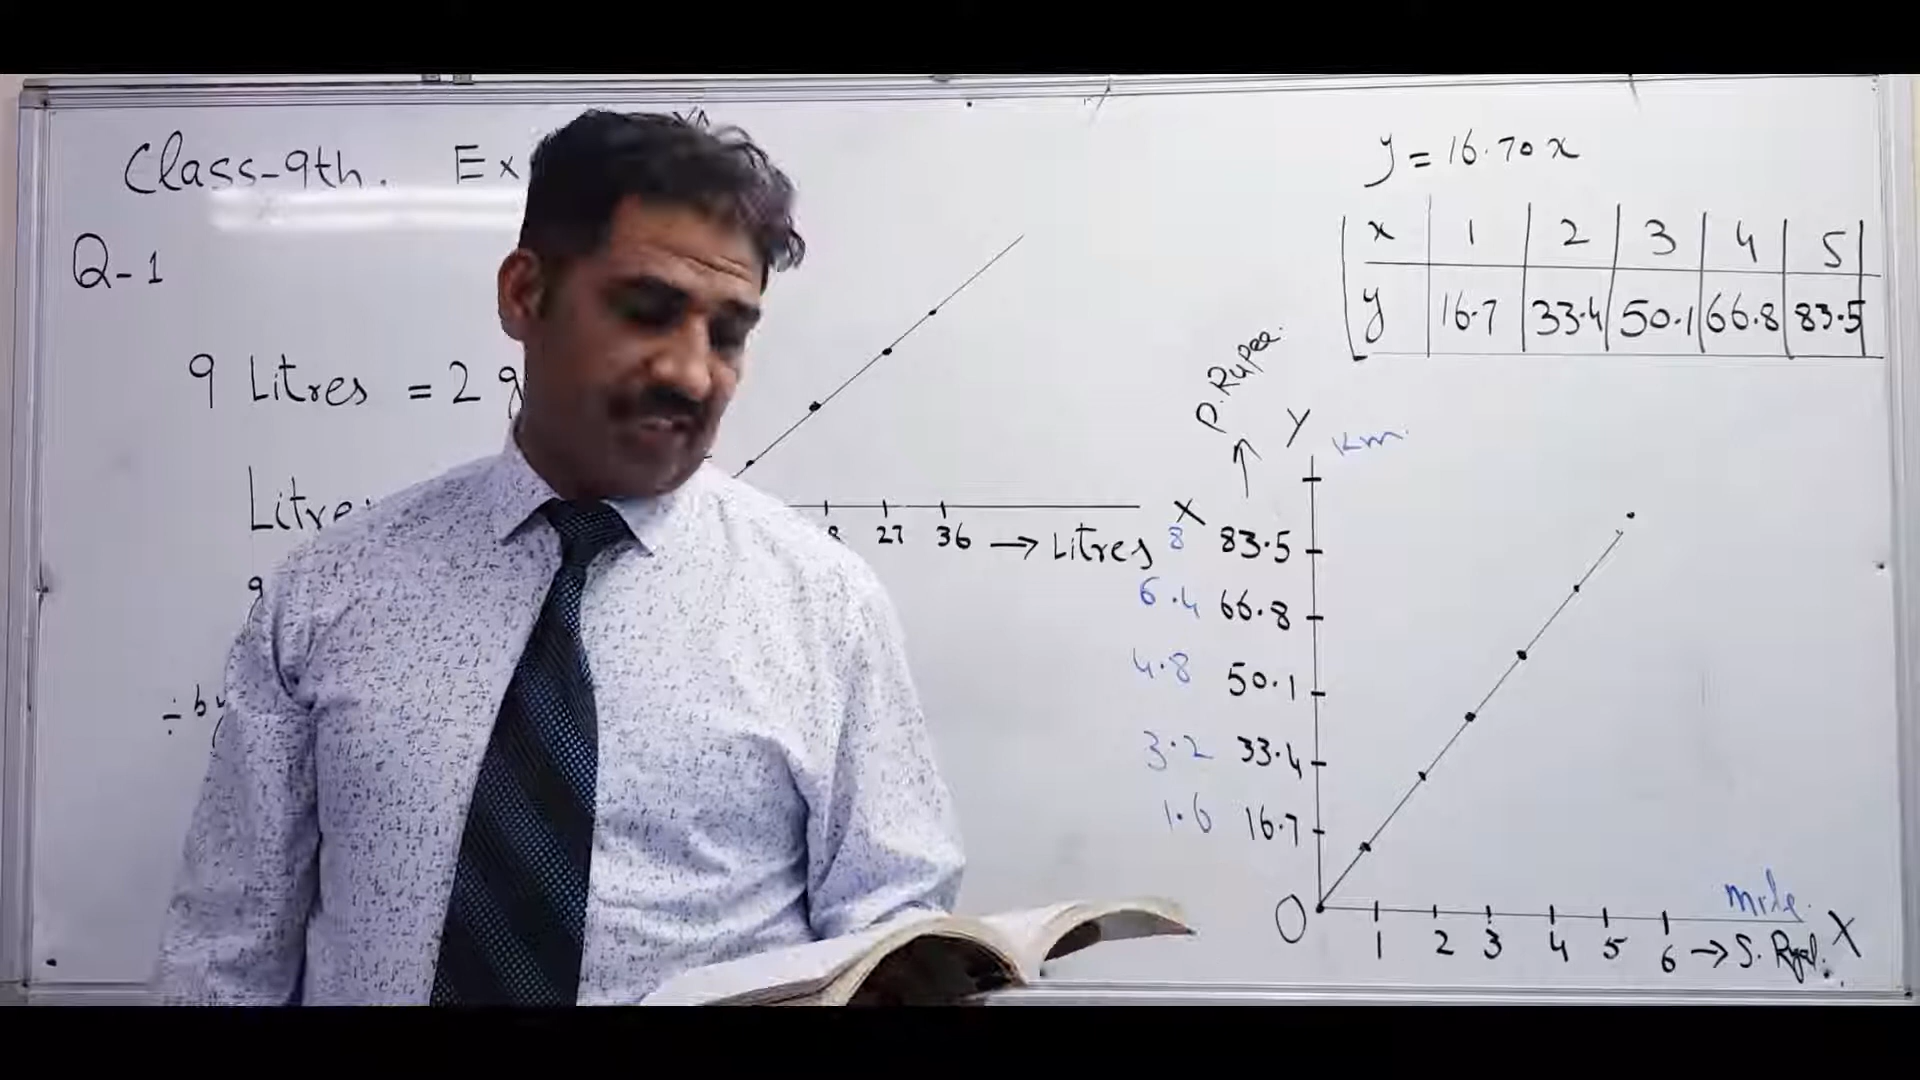 Class-9th. Ex
Q-1
9 Litres = 2 g
Litre
÷ by
27 36 → Litres X
y = 16.70 x
x 1 2 3 4 5
y 16.7 33.4 50.1 66.8 83.5
P. Rupee.
Y
Km.
8 83.5
6.4 66.8
4.8 50.1
3.2 33.4
1.6 16.7
mile.
O 1 2 3 4 5 6 → S. Ryal. X